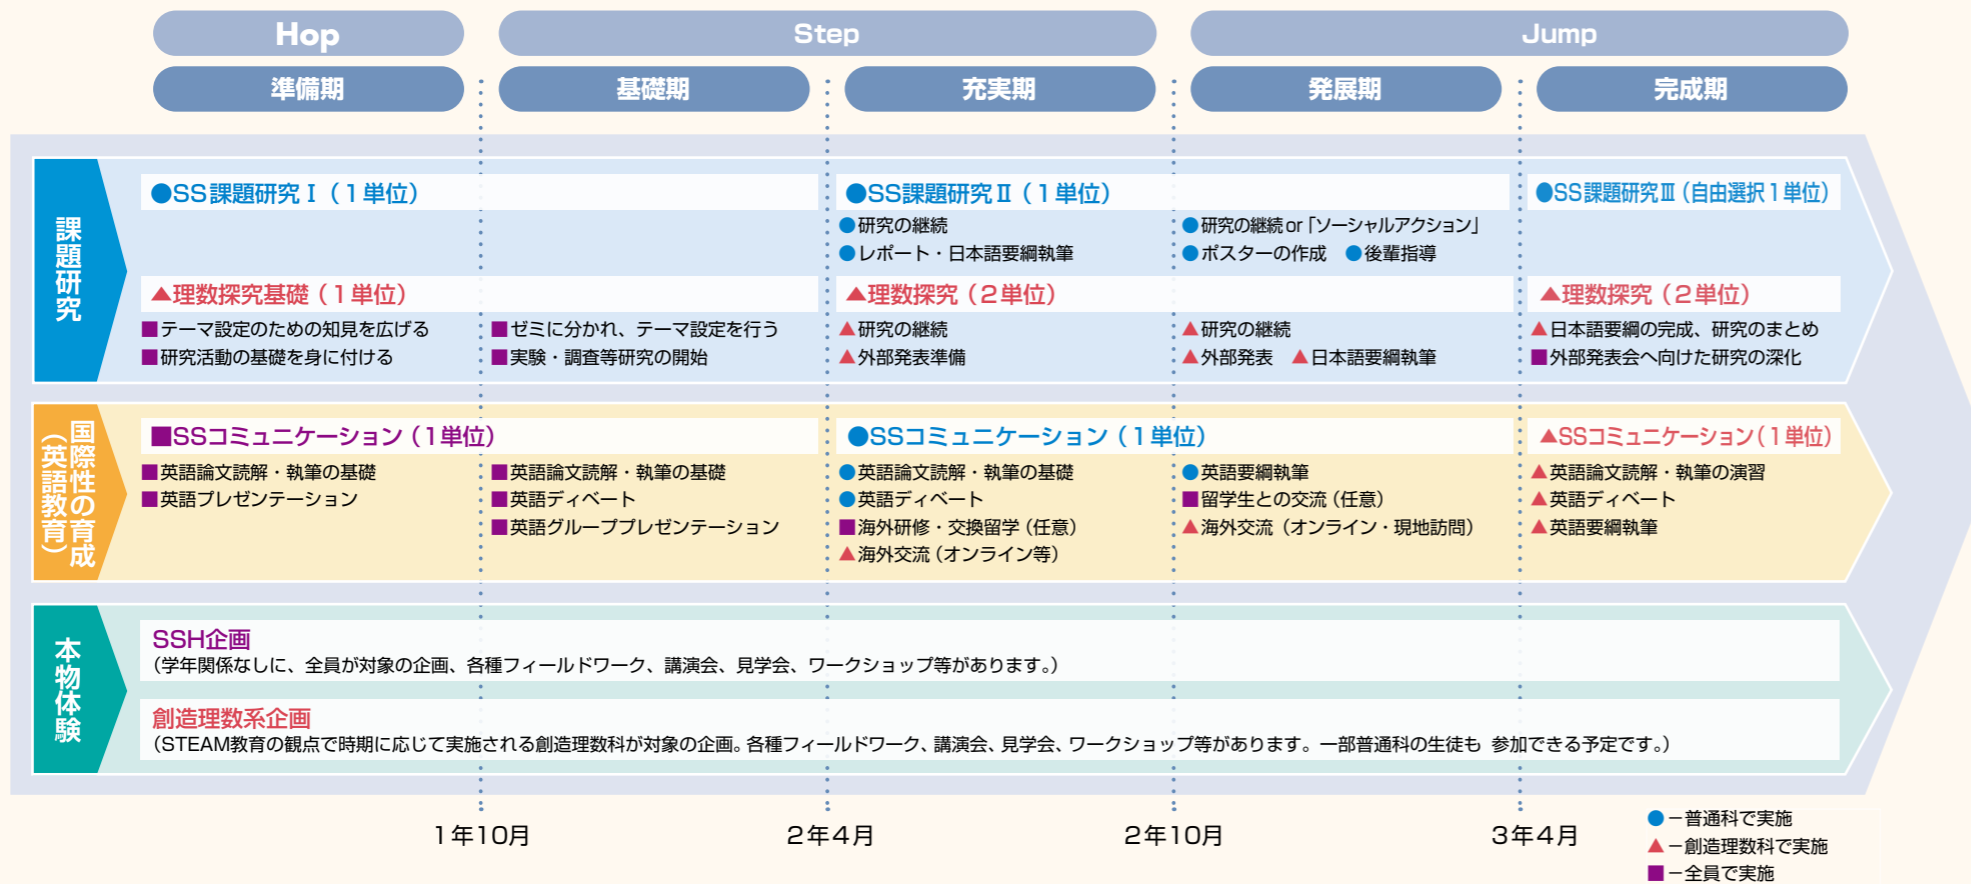 Hop
Step
Jump
準備期
基礎期
充実期
発展期
完成期
課題研究
●SS課題研究Ⅰ（1単位）
●SS課題研究Ⅱ（1単位）
●研究の継続
●レポート・日本語要綱執筆
●研究の継続or「ソーシャルアクション」
●ポスターの作成 ●後輩指導
●SS課題研究Ⅲ（自由選択1単位）
▲理数探究基礎（1単位）
■テーマ設定のための知見を広げる
■研究活動の基礎を身に付ける
■ゼミに分かれ、テーマ設定を行う
■実験・調査等研究の開始
▲理数探究（2単位）
▲研究の継続
▲外部発表準備
▲研究の継続
▲外部発表 ▲日本語要綱執筆
▲理数探究（2単位）
▲日本語要綱の完成、研究のまとめ
■外部発表会へ向けた研究の深化
国際性の育成
（英語教育）
■SSコミュニケーション（1単位）
■英語論文読解・執筆の基礎
■英語プレゼンテーション
■英語論文読解・執筆の基礎
■英語ディベート
■英語グループプレゼンテーション
●SSコミュニケーション（1単位）
●英語論文読解・執筆の基礎
●英語ディベート
■海外研修・交換留学（任意）
▲海外交流（オンライン等）
●英語要綱執筆
■留学生との交流（任意）
▲海外交流（オンライン・現地訪問）
▲SSコミュニケーション（1単位）
▲英語論文読解・執筆の演習
▲英語ディベート
▲英語要綱執筆
本物体験
SSH企画
（学年関係なしに、全員が対象の企画、各種フィールドワーク、講演会、見学会、ワークショップ等があります。）
創造理数系企画
（STEAM教育の観点で時期に応じて実施される創造理数科が対象の企画。各種フィールドワーク、講演会、見学会、ワークショップ等があります。一部普通科の生徒も 参加できる予定です。）
1年10月
2年4月
2年10月
3年4月
●－普通科で実施
▲－創造理数科で実施
■－全員で実施